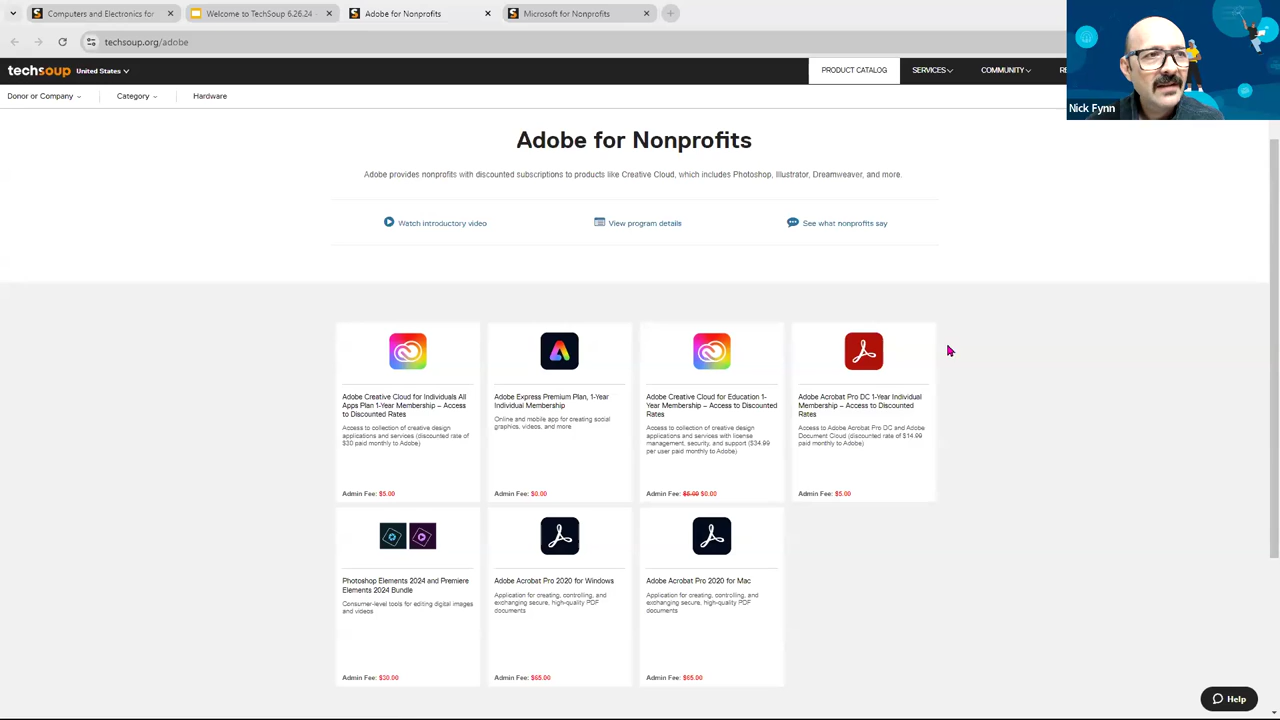 Computers and Electronics for
Welcome to TechSoup 6.26.24
Adobe for Nonprofits
Microsoft for Nonprofits
techsoup.org/adobe
techsoup United States
PRODUCT CATALOG
SERVICES
COMMUNITY
RE
Nick Fynn
Donor or Company
Category
Hardware
Adobe for Nonprofits
Adobe provides nonprofits with discounted subscriptions to products like Creative Cloud, which includes Photoshop, Illustrator, Dreamweaver, and more.
Watch introductory video
View program details
See what nonprofits say
Adobe Creative Cloud for Individuals All
Apps Plan 1-Year Membership – Access
to Discounted Rates
Access to collection of creative design
applications and services (discounted rate of
$30 paid monthly to Adobe)
Admin Fee: $5.00
Adobe Express Premium Plan, 1-Year
Individual Membership
Online and mobile app for creating social
graphics, videos, and more
Admin Fee: $0.00
Adobe Creative Cloud for Education 1-
Year Membership – Access to Discounted
Rates
Access to collection of creative design
applications and services with license
management, security, and support ($34.99
per user paid monthly to Adobe)
Admin Fee: $5.00 $0.00
Adobe Acrobat Pro DC 1-Year Individual
Membership – Access to Discounted
Rates
Access to Adobe Acrobat Pro DC and Adobe
Document Cloud (discounted rate of $14.99
paid monthly to Adobe)
Admin Fee: $5.00
Photoshop Elements 2024 and Premiere
Elements 2024 Bundle
Consumer-level tools for editing digital images
and videos
Admin Fee: $30.00
Adobe Acrobat Pro 2020 for Windows
Application for creating, controlling, and
exchanging secure, high-quality PDF
documents
Admin Fee: $65.00
Adobe Acrobat Pro 2020 for Mac
Application for creating, controlling, and
exchanging secure, high-quality PDF
documents
Admin Fee: $65.00
Help